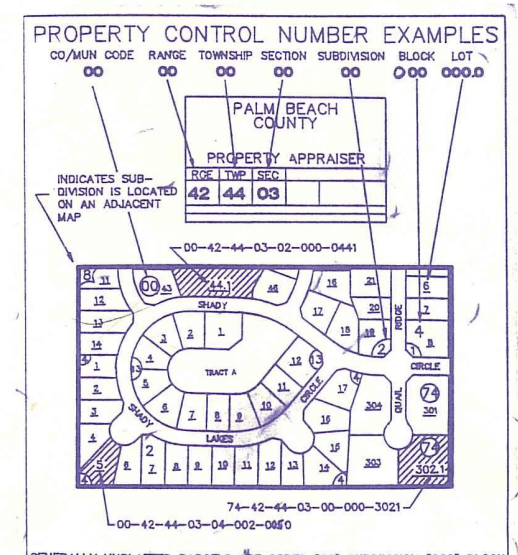 PROPERTY CONTROL NUMBER EXAMPLES
CO/MUN CODE RANGE TOWNSHIP SECTION SUBDIVISION BLOCK LOT
00 00 00 00 00 000 000.0
PALM BEACH
COUNTY
PROPERTY APPRAISER
RGE TWP SEC
42 44 03
INDICATES SUB-
DIVISION IS LOCATED
ON AN ADJACENT
MAP
00-42-44-03-02-000-0441
8 11 00 43 44.1 46 16 21 6
12 SHADY 17 20 RIDGE 7
13 3 2 1 18 19 4 8
14 4 12 13 2 1
1 13 5 TRACT A 11 CIRCLE
2 6 10 CIRCLE 17 4 304 QUAIL 74
3 SHADY 7 8 9 16 301
4 LAKES 15 74
5 6 2 7 8 9 10 11 12 13 14 4 303 302.1
74-42-44-03-00-000-3021
00-42-44-03-04-002-0050